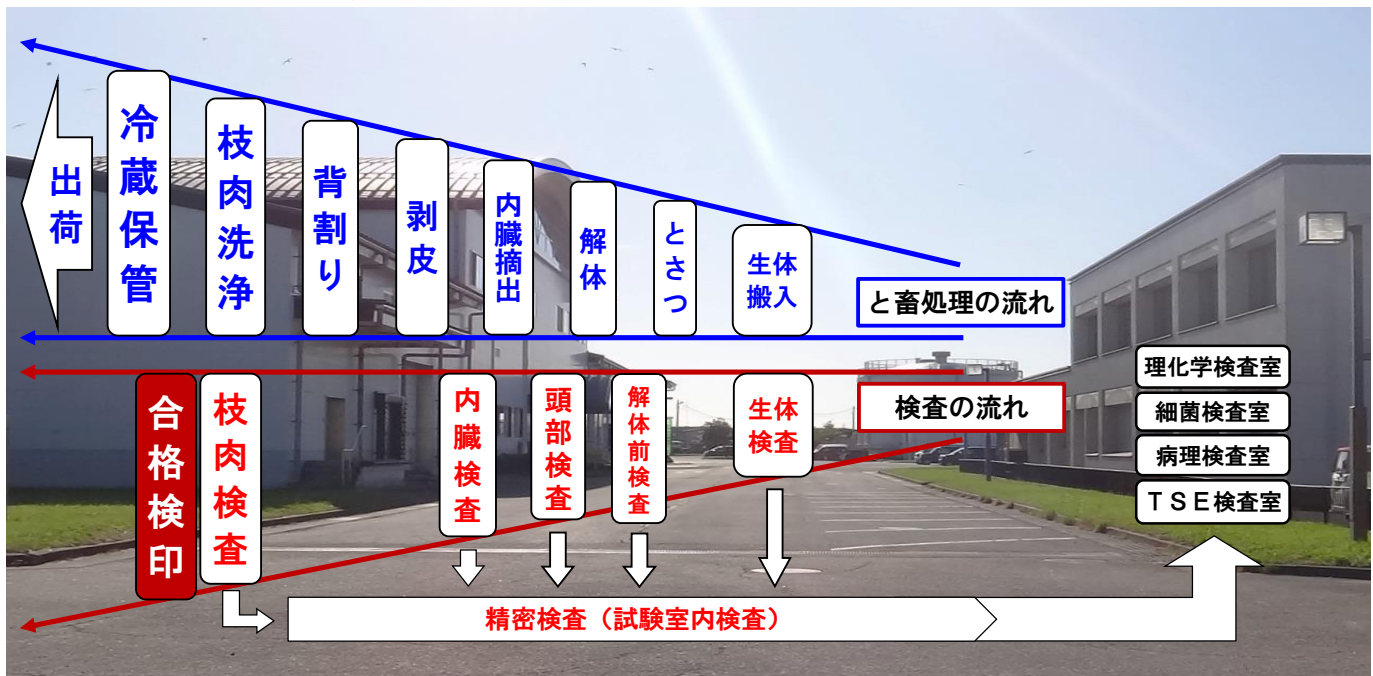 と畜処理の流れ
生体
搬入
とさつ
解体
内臓摘出
剥皮
背割り
枝肉洗浄
冷蔵保管
出荷
検査の流れ
生体
検査
解体前検査
頭部検査
内臓検査
枝肉検査
合格検印
精密検査（試験室内検査）
理化学検査室
細菌検査室
病理検査室
ＴＳＥ検査室